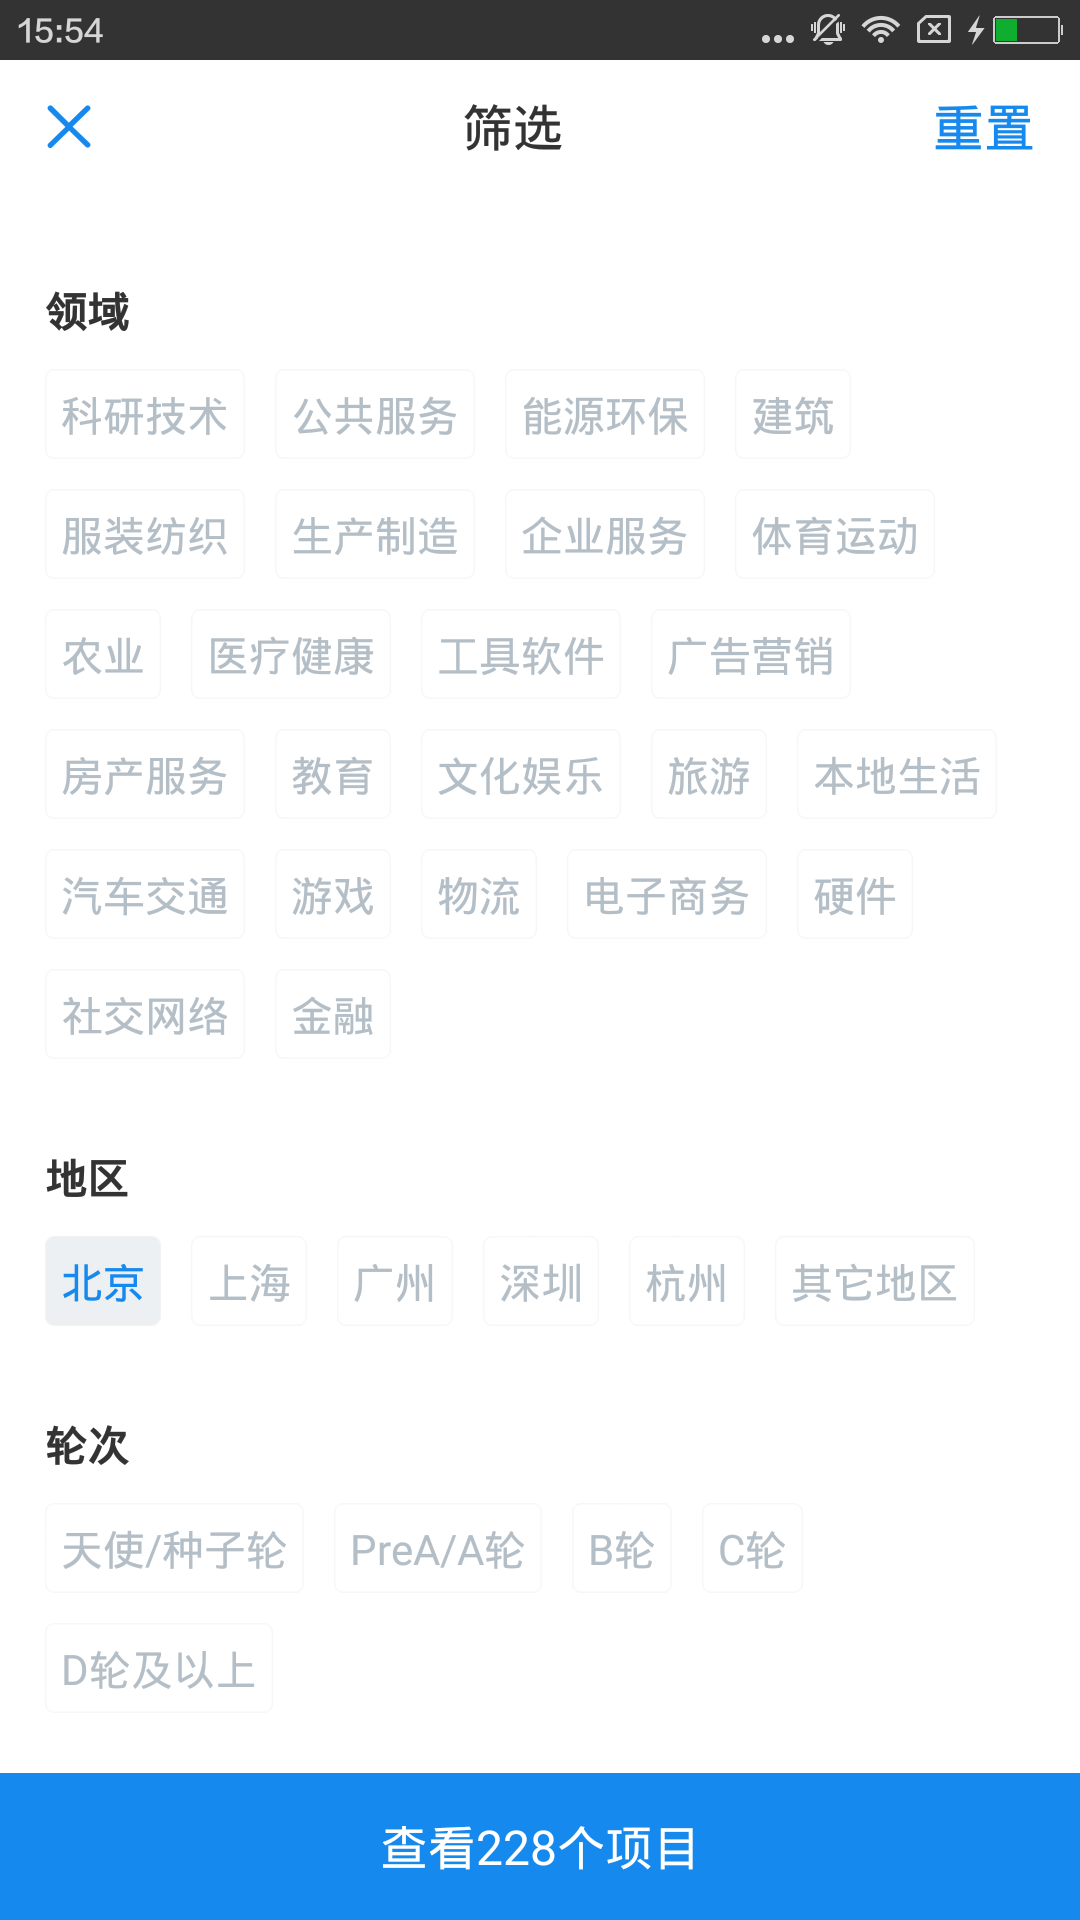 15:54
筛选 重置
领域
科研技术 公共服务 能源环保 建筑
服装纺织 生产制造 企业服务 体育运动
农业 医疗健康 工具软件 广告营销
房产服务 教育 文化娱乐 旅游 本地生活
汽车交通 游戏 物流 电子商务 硬件
社交网络 金融
地区
北京 上海 广州 深圳 杭州 其它地区
轮次
天使/种子轮 PreA/A轮 B轮 C轮
D轮及以上
查看228个项目